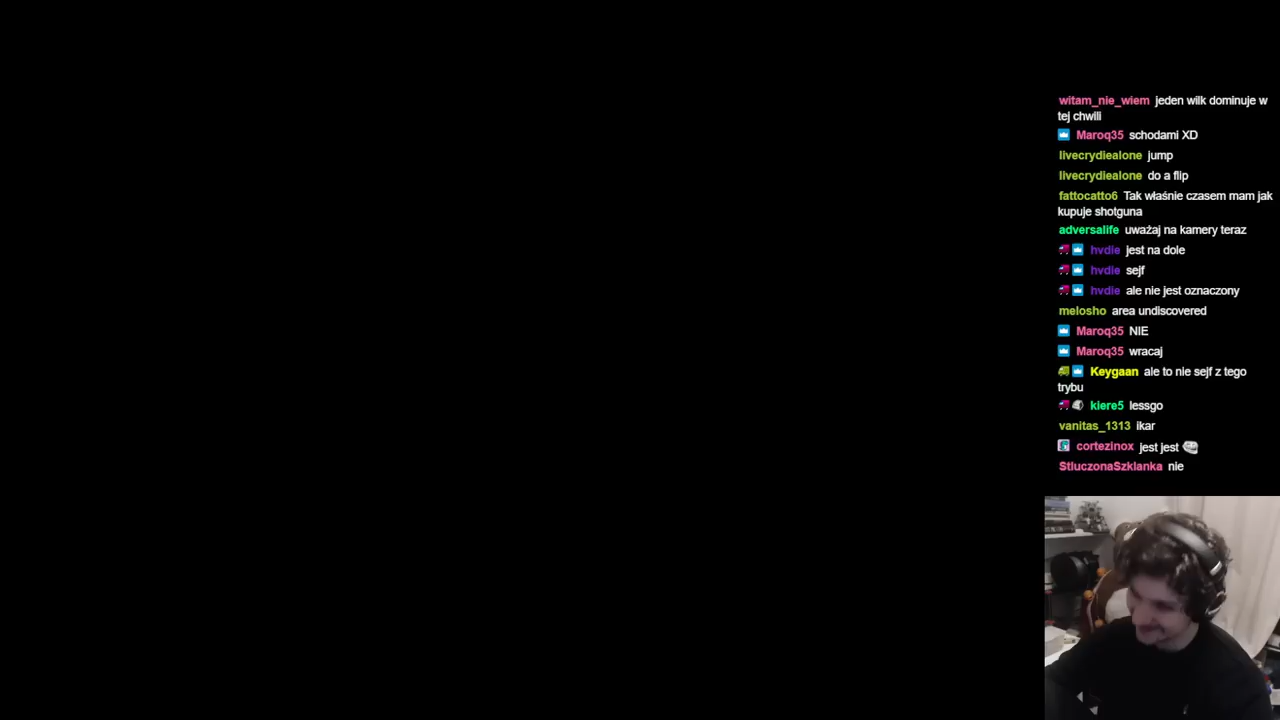 witam_nie_wiem jeden wilk dominuje w
tej chwili
Maroq35 schodami XD
livecrydiealone jump
livecrydiealone do a flip
fattocatto6 Tak właśnie czasem mam jak
kupuje shotguna
adversalife uważaj na kamery teraz
hvdie jest na dole
hvdie sejf
hvdie ale nie jest oznaczony
melosho area undiscovered
Maroq35 NIE
Maroq35 wracaj
Keygaan ale to nie sejf z tego
trybu
kiere5 lessgo
vanitas_1313 ikar
cortezinox jest jest
StluczonaSzklanka nie